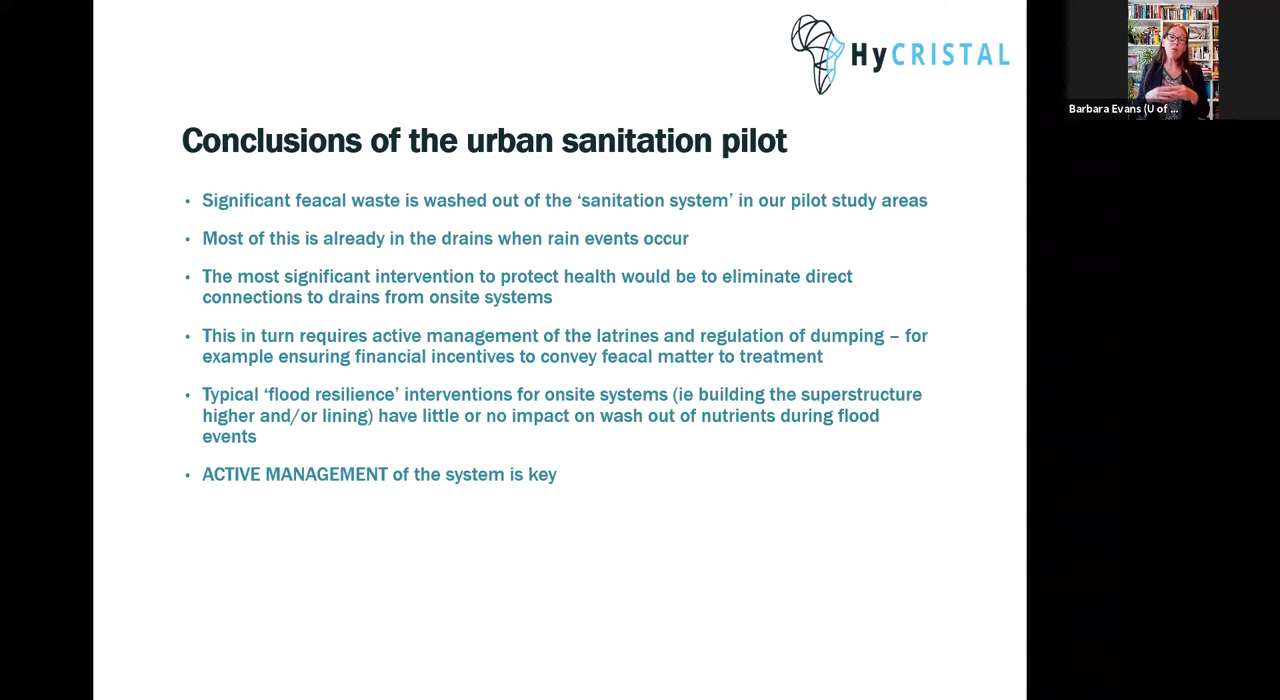 HyCRISTAL
Barbara Evans (U of ...
Conclusions of the urban sanitation pilot
• Significant feacal waste is washed out of the ‘sanitation system’ in our pilot study areas
• Most of this is already in the drains when rain events occur
• The most significant intervention to protect health would be to eliminate direct
connections to drains from onsite systems
• This in turn requires active management of the latrines and regulation of dumping – for
example ensuring financial incentives to convey feacal matter to treatment
• Typical ‘flood resilience’ interventions for onsite systems (ie building the superstructure
higher and/or lining) have little or no impact on wash out of nutrients during flood
events
• ACTIVE MANAGEMENT of the system is key